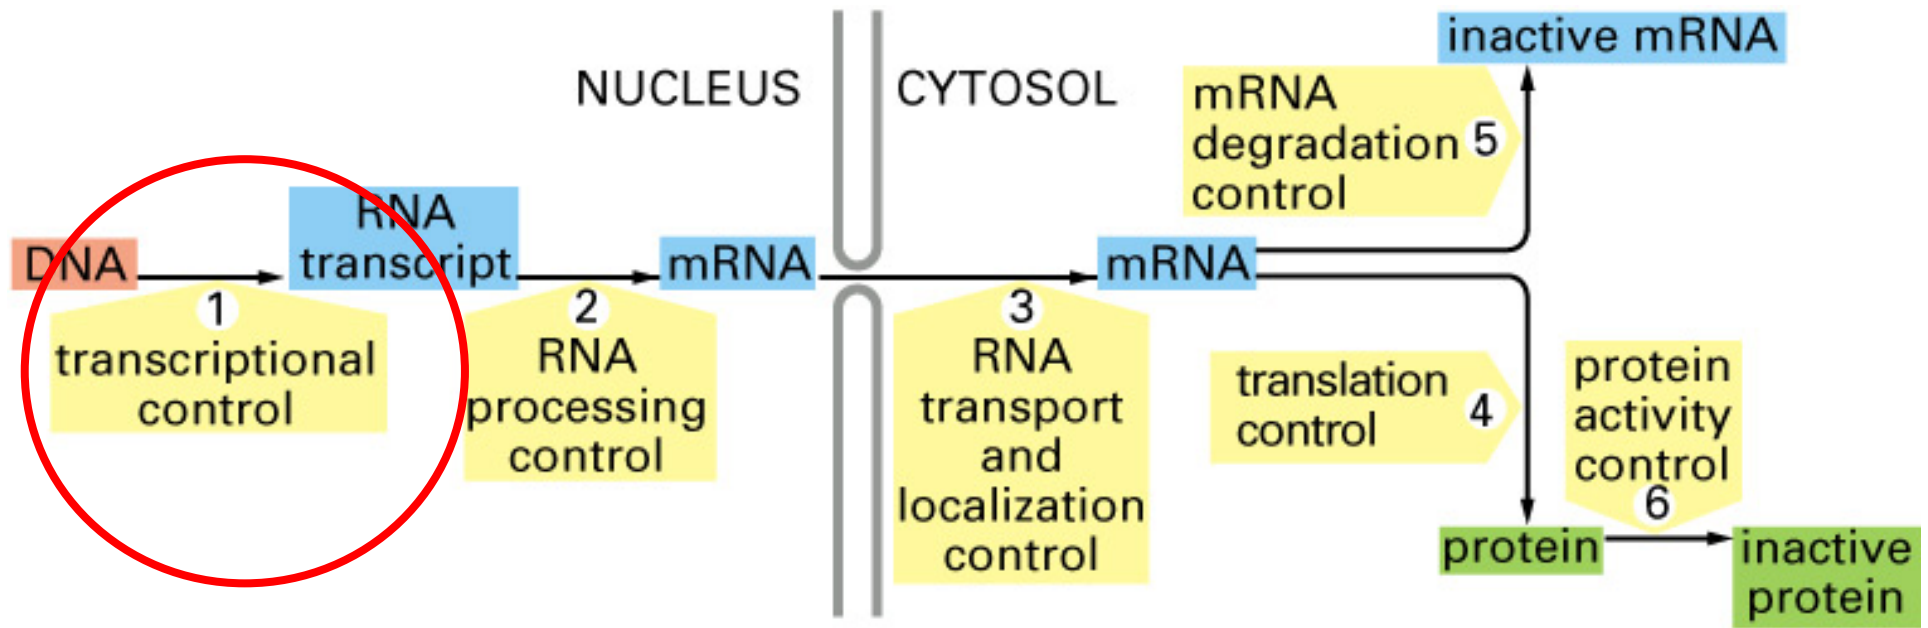 NUCLEUS
CYTOSOL
DNA
RNA
transcript
mRNA
mRNA
inactive mRNA
1
transcriptional
control
2
RNA
processing
control
3
RNA
transport
and
localization
control
mRNA
degradation 5
control
translation
control 4
protein
activity
control
6
protein
inactive
protein